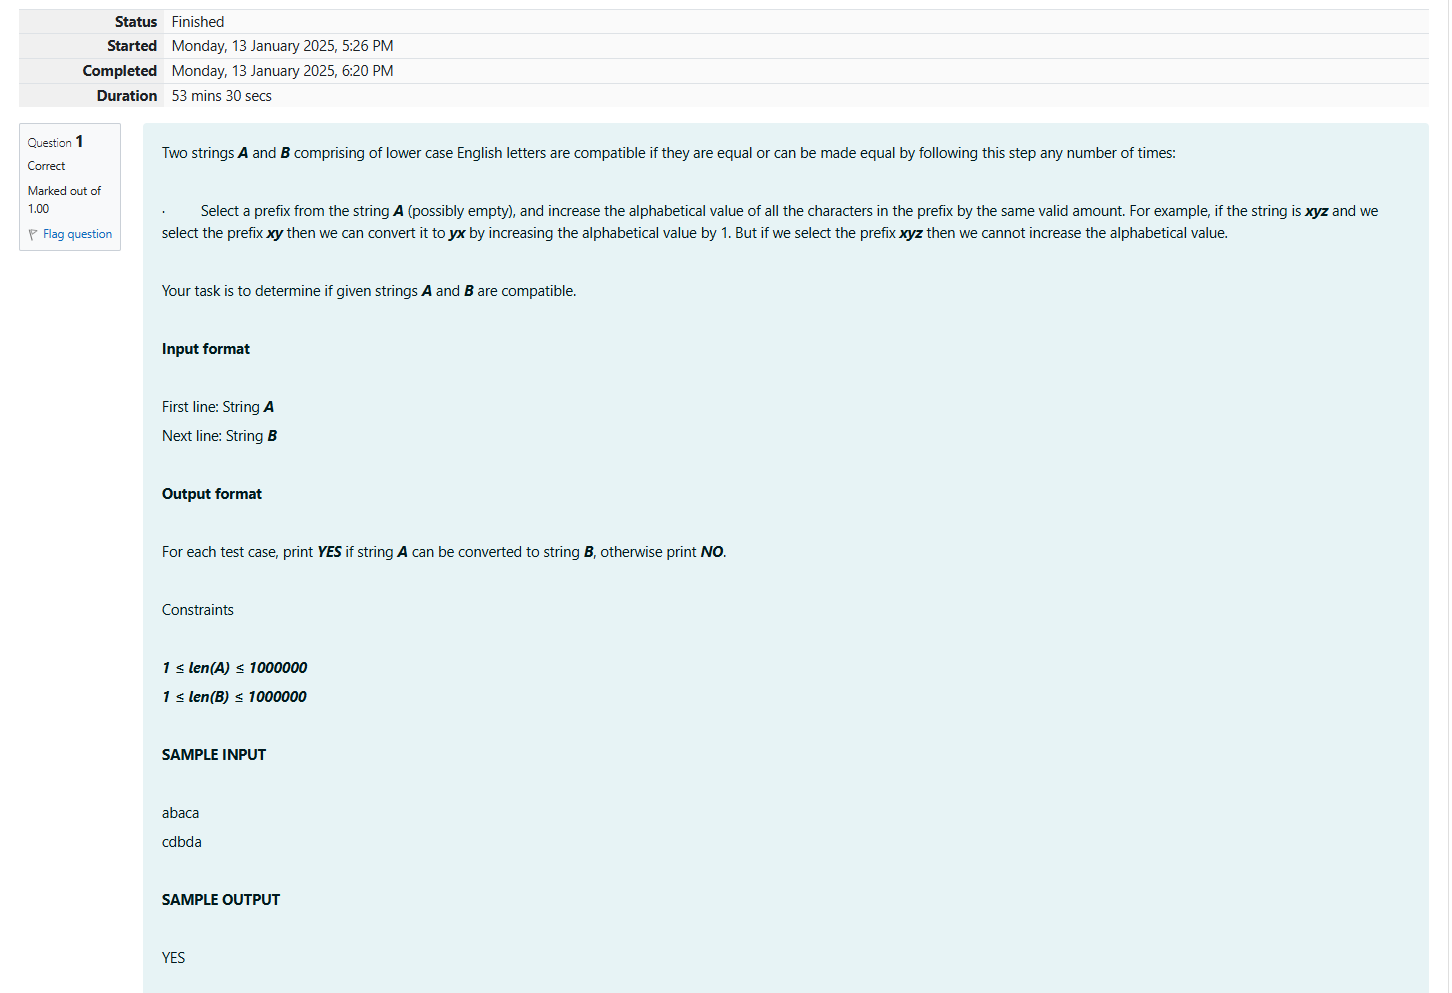 Status Finished
Started Monday, 13 January 2025, 5:26 PM
Completed Monday, 13 January 2025, 6:20 PM
Duration 53 mins 30 secs
Question 1
Correct
Marked out of
1.00
Flag question
Two strings A and B comprising of lower case English letters are compatible if they are equal or can be made equal by following this step any number of times:
· Select a prefix from the string A (possibly empty), and increase the alphabetical value of all the characters in the prefix by the same valid amount. For example, if the string is xyz and we
select the prefix xy then we can convert it to yx by increasing the alphabetical value by 1. But if we select the prefix xyz then we cannot increase the alphabetical value.
Your task is to determine if given strings A and B are compatible.
Input format
First line: String A
Next line: String B
Output format
For each test case, print YES if string A can be converted to string B, otherwise print NO.
Constraints
1 ≤ len(A) ≤ 1000000
1 ≤ len(B) ≤ 1000000
SAMPLE INPUT
abaca
cdbda
SAMPLE OUTPUT
YES